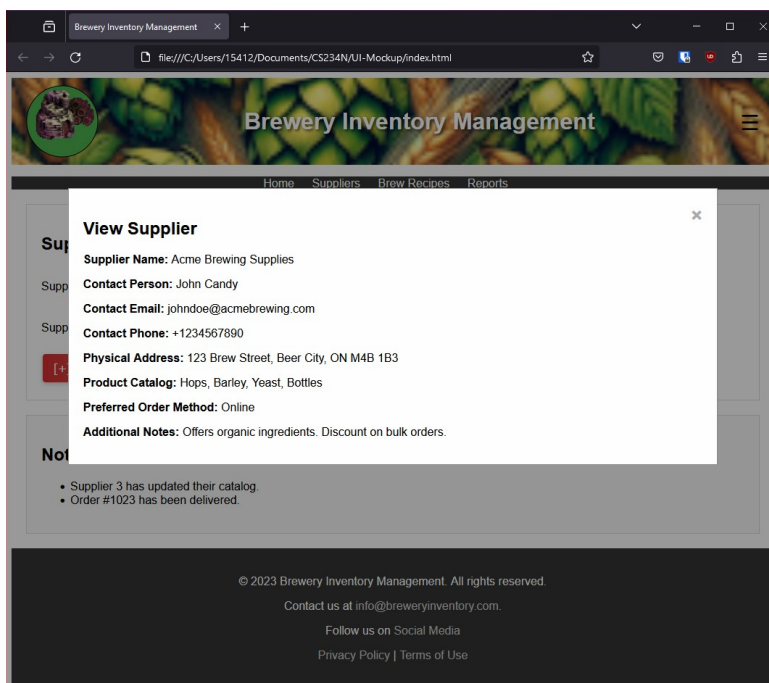 Brewery Inventory Management
file:///C:/Users/15412/Documents/CS234N/UI-Mockup/index.html
Brewery Inventory Management
Home Suppliers Brew Recipes Reports
View Supplier
Supplier Name: Acme Brewing Supplies
Contact Person: John Candy
Contact Email: johndoe@acmebrewing.com
Contact Phone: +1234567890
Physical Address: 123 Brew Street, Beer City, ON M4B 1B3
Product Catalog: Hops, Barley, Yeast, Bottles
Preferred Order Method: Online
Additional Notes: Offers organic ingredients. Discount on bulk orders.
Sup
Supp
Supp
[+]
Not
• Supplier 3 has updated their catalog.
• Order #1023 has been delivered.
© 2023 Brewery Inventory Management. All rights reserved.
Contact us at info@breweryinventory.com.
Follow us on Social Media
Privacy Policy | Terms of Use